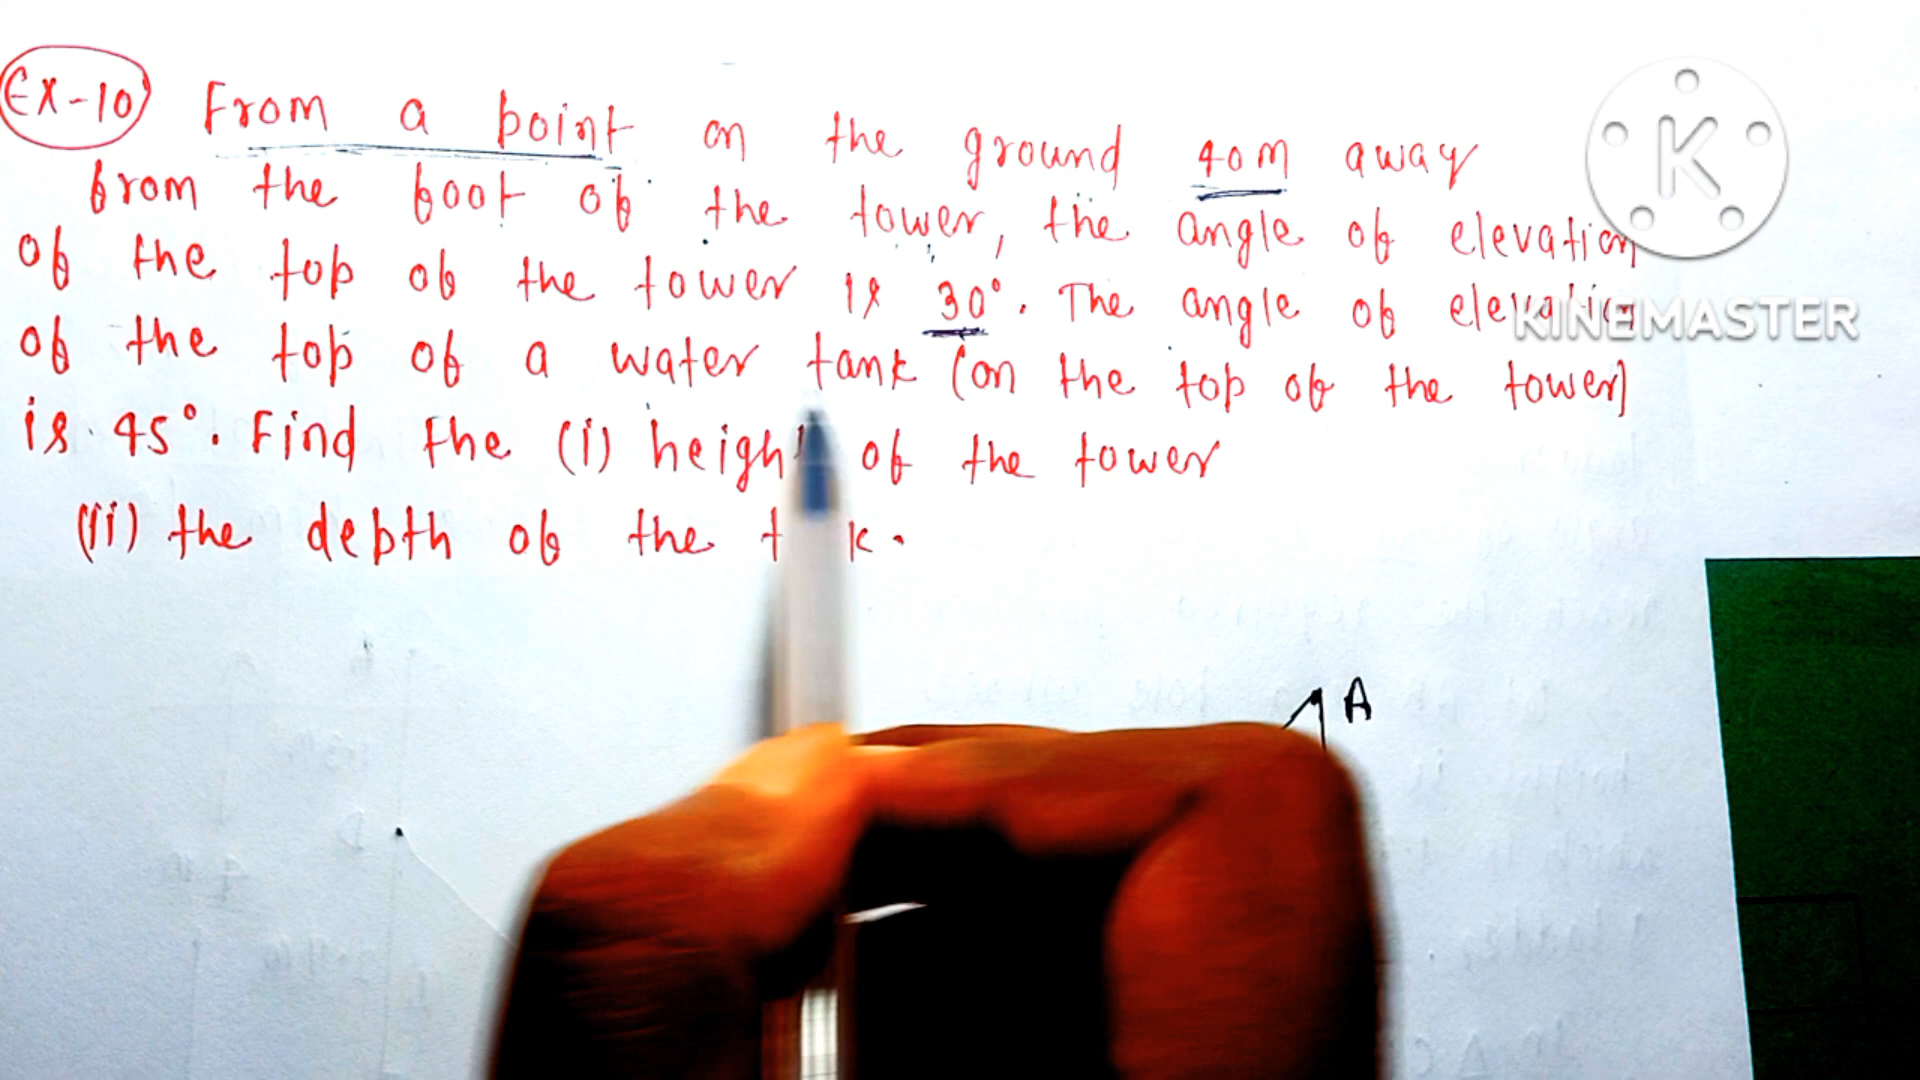 Ex-10 From a point on the ground 40m away
from the foot of the tower, the angle of elevation
of the top of the tower is 30°. The angle of elevation
of the top of a water tank (on the top of the tower)
is 45°. Find the (i) height of the tower
(ii) the depth of the t k.
A
K
KINEMASTER